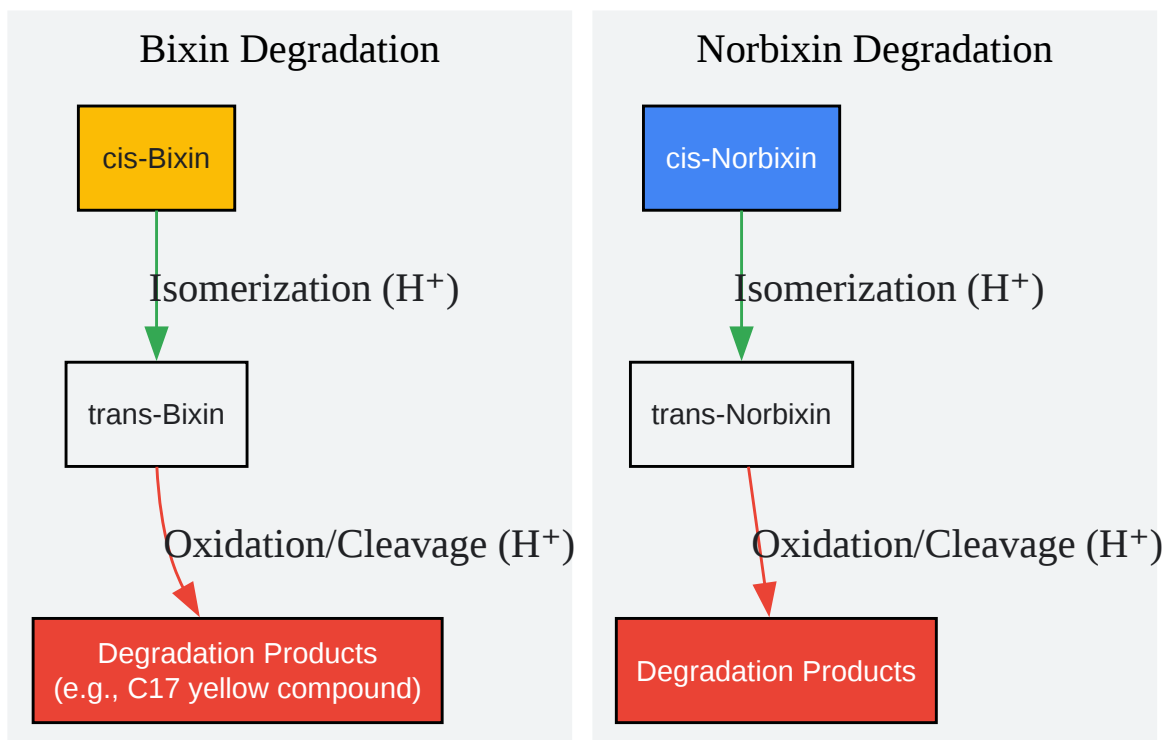 Bixin Degradation
cis-Bixin
Isomerization (H⁺)
trans-Bixin
Oxidation/Cleavage (H⁺)
Degradation Products
(e.g., C17 yellow compound)
Norbixin Degradation
cis-Norbixin
Isomerization (H⁺)
trans-Norbixin
Oxidation/Cleavage (H⁺)
Degradation Products